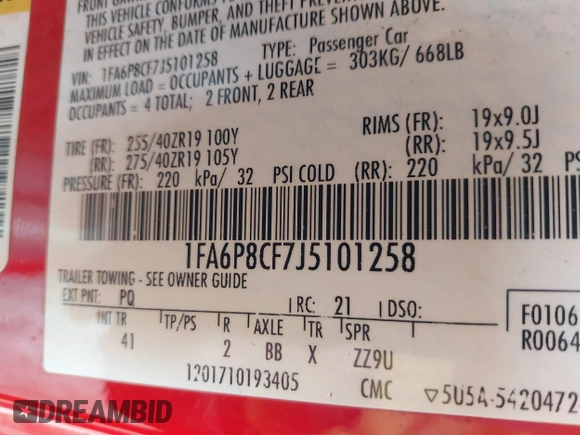 THIS VEHICLE CONFORMS TO ALL
VEHICLE SAFETY, BUMPER, AND THEFT
IN EFFECT ON THE DATE OF MANUFACTURE SHOWN ABOVE.
VIN: 1FA6P8CF7J5101258 TYPE: Passenger Car
MAXIMUM LOAD = OCCUPANTS + LUGGAGE = 303KG/ 668LB
OCCUPANTS = 4 TOTAL; 2 FRONT, 2 REAR
TIRE (FR): 255/40ZR19 100Y RIMS (FR): 19x9.0J
(RR): 275/40ZR19 105Y (RR): 19x9.5J
PRESSURE (FR): 220 kPa/ 32 PSI COLD (RR): 220 kPa/ 32
1FA6P8CF7J5101258
TRAILER TOWING - SEE OWNER GUIDE
EXT PNT: PQ RC: 21 DSO: F0106
INT TR TP/PS R AXLE TR SPR R0064
41 2 BB X ZZ9U
1201710193405 CMC ▽5U5A-5420472
DREAMBID